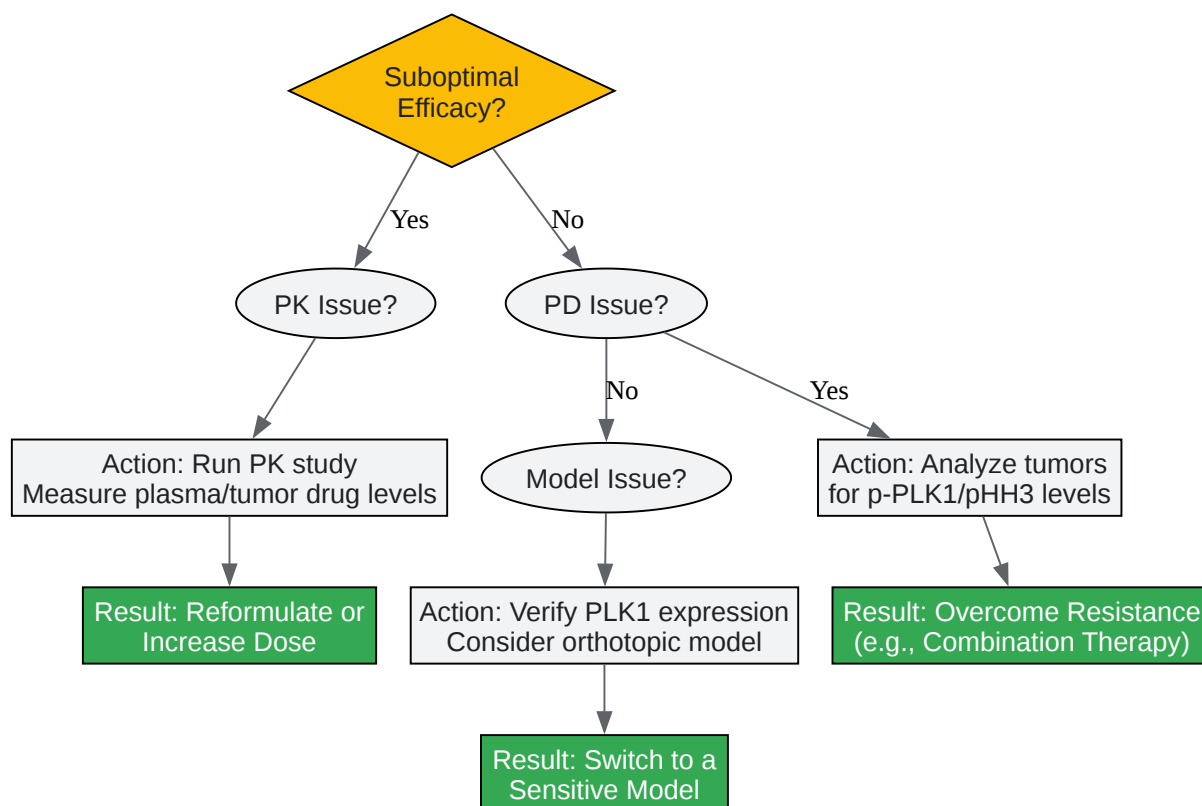 Suboptimal
Efficacy?
Yes
No
PK Issue?
PD Issue?
No
Yes
Action: Run PK study
Measure plasma/tumor drug levels
Model Issue?
Action: Analyze tumors
for p-PLK1/pHH3 levels
Result: Reformulate or
Increase Dose
Action: Verify PLK1 expression
Consider orthotopic model
Result: Overcome Resistance
(e.g., Combination Therapy)
Result: Switch to a
Sensitive Model